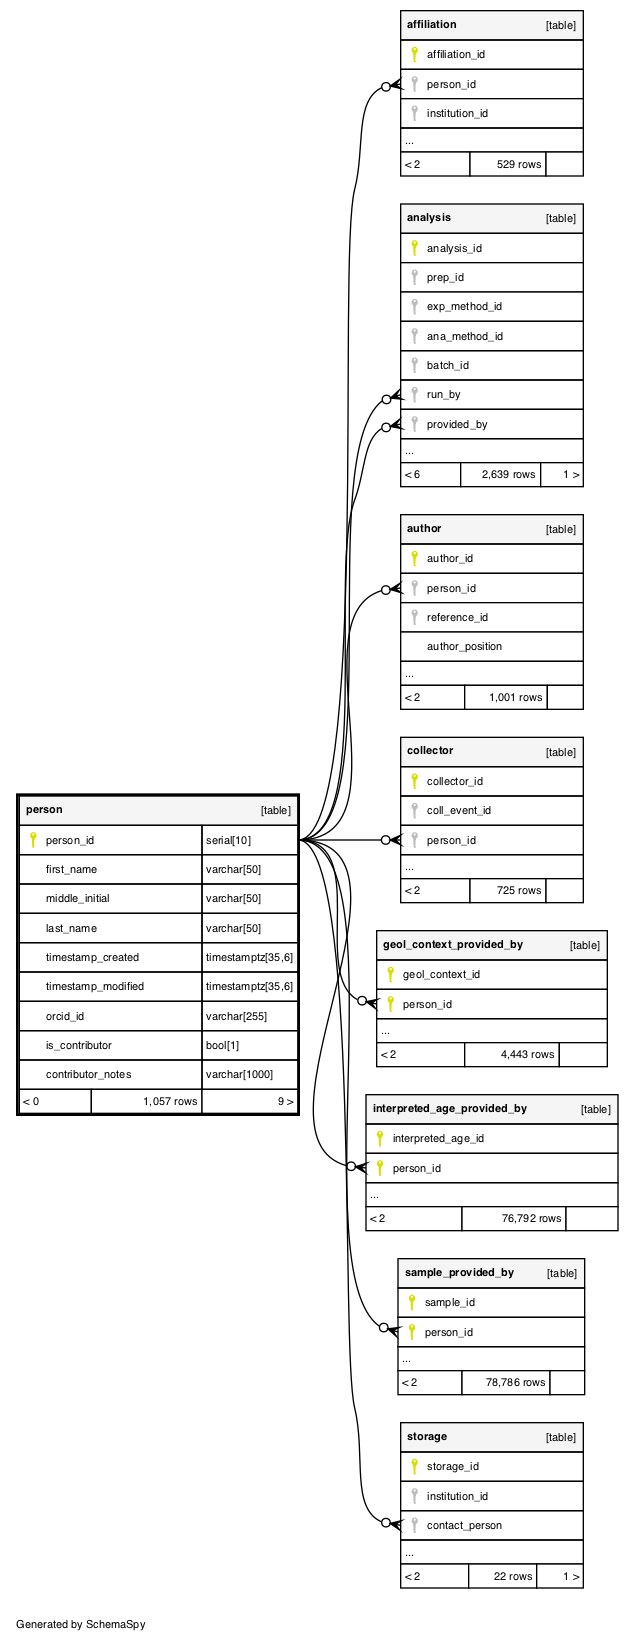 affiliation [table]
affiliation_id
person_id
institution_id
...
< 2 529 rows
analysis [table]
analysis_id
prep_id
exp_method_id
ana_method_id
batch_id
run_by
provided_by
...
< 6 2,639 rows 1 >
author [table]
author_id
person_id
reference_id
author_position
...
< 2 1,001 rows
collector [table]
collector_id
coll_event_id
person_id
...
< 2 725 rows
person [table]
person_id serial[10]
first_name varchar[50]
middle_initial varchar[50]
last_name varchar[50]
timestamp_created timestamptz[35,6]
timestamp_modified timestamptz[35,6]
orcid_id varchar[255]
is_contributor bool[1]
contributor_notes varchar[1000]
< 0 1,057 rows 9 >
geol_context_provided_by [table]
geol_context_id
person_id
...
< 2 4,443 rows
interpreted_age_provided_by [table]
interpreted_age_id
person_id
...
< 2 76,792 rows
sample_provided_by [table]
sample_id
person_id
...
< 2 78,786 rows
storage [table]
storage_id
institution_id
contact_person
...
< 2 22 rows 1 >
Generated by SchemaSpy